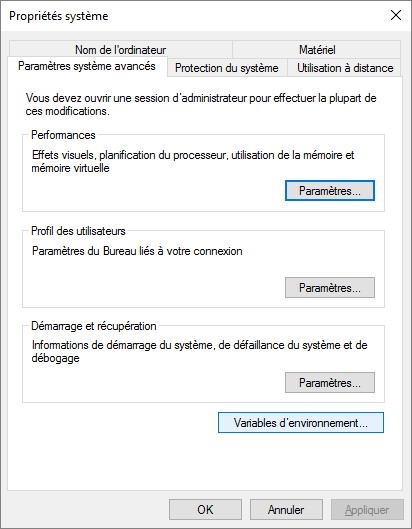 Propriétés système
Nom de l'ordinateur
Matériel
Paramètres système avancés
Protection du système
Utilisation à distance
Vous devez ouvrir une session d'administrateur pour effectuer la plupart de
ces modifications.
Performances
Effets visuels, planification du processeur, utilisation de la mémoire et
mémoire virtuelle
Paramètres...
Profil des utilisateurs
Paramètres du Bureau liés à votre connexion
Paramètres...
Démarrage et récupération
Informations de démarrage du système, de défaillance du système et de
débogage
Paramètres...
Variables d'environnement...
OK
Annuler
Appliquer